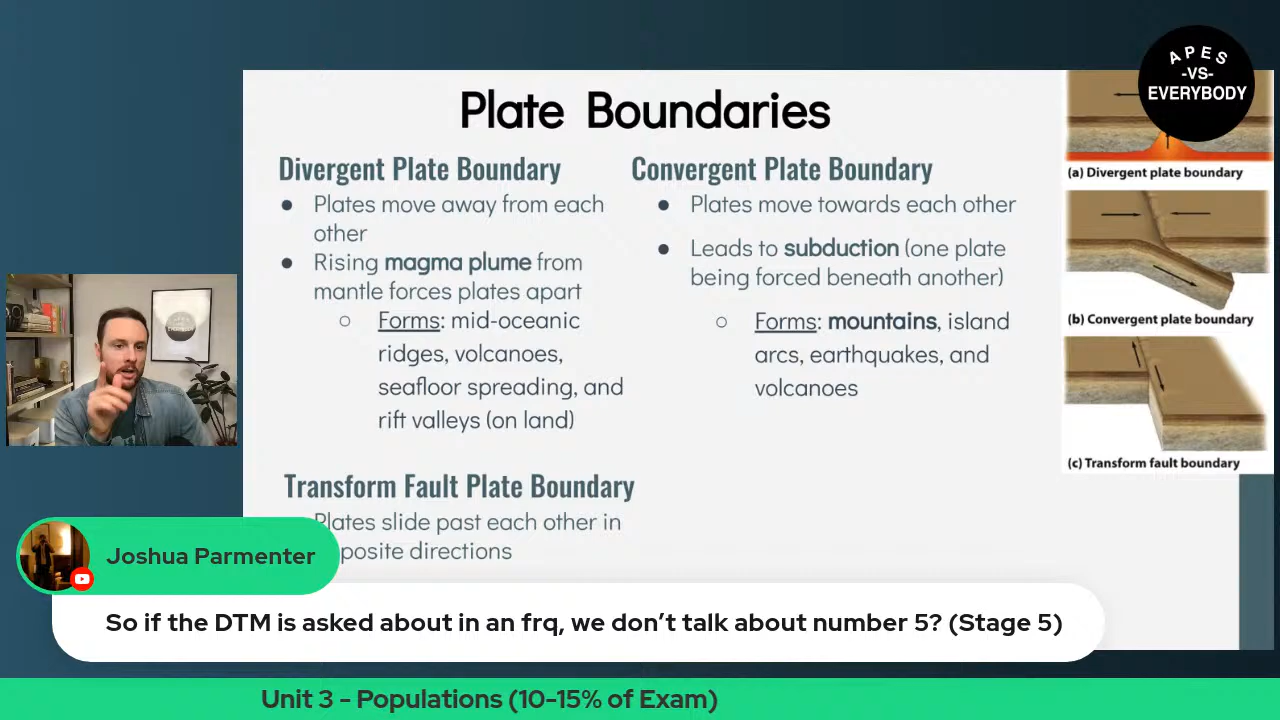 APES
-VS-
EVERYBODY
Plate Boundaries
Divergent Plate Boundary
Plates move away from each
other
Rising magma plume from
mantle forces plates apart
Forms: mid-oceanic
ridges, volcanoes,
seafloor spreading, and
rift valleys (on land)
Convergent Plate Boundary
Plates move towards each other
Leads to subduction (one plate
being forced beneath another)
Forms: mountains, island
arcs, earthquakes, and
volcanoes
(a) Divergent plate boundary
(b) Convergent plate boundary
(c) Transform fault boundary
Transform Fault Plate Boundary
Plates slide past each other in
posite directions
Joshua Parmenter
So if the DTM is asked about in an frq, we don’t talk about number 5? (Stage 5)
Unit 3 - Populations (10-15% of Exam)